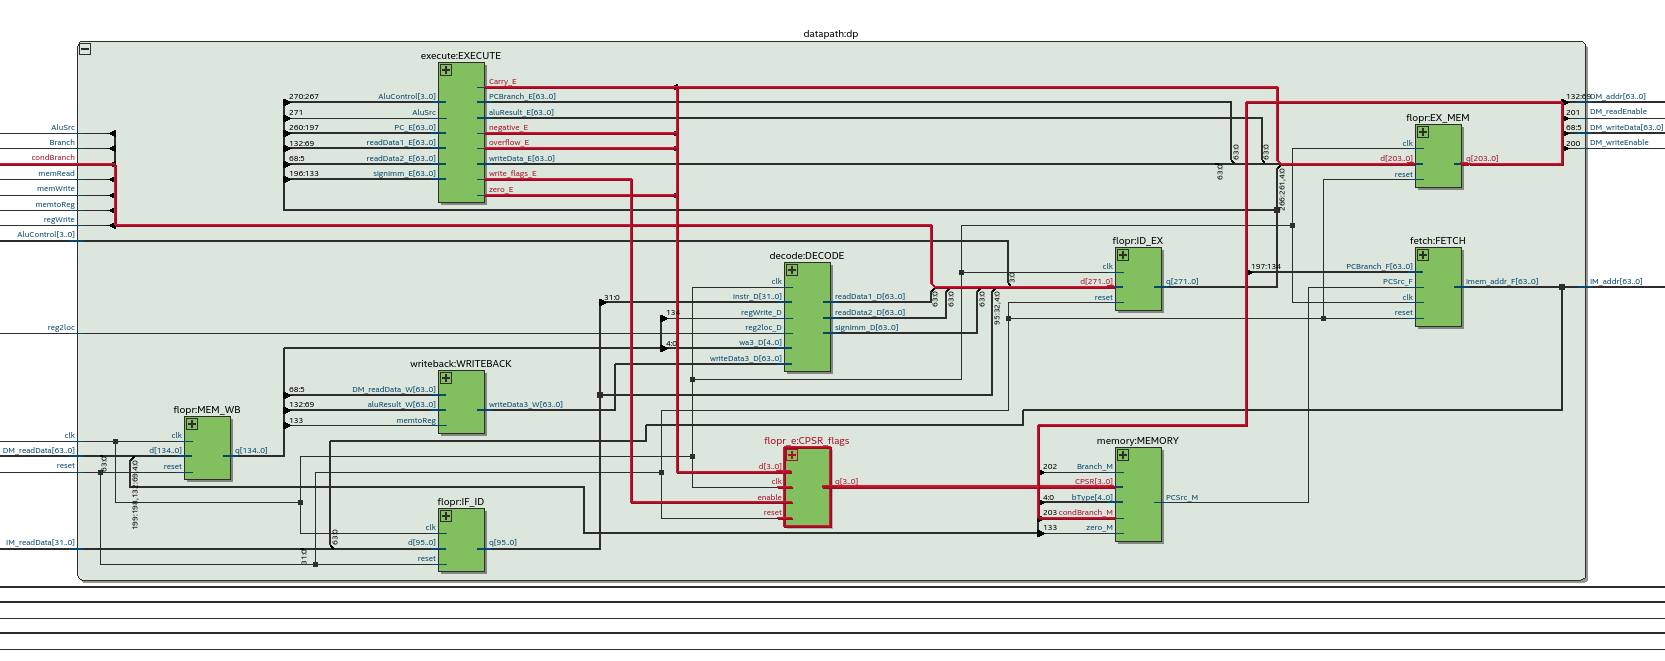 datapath:dp
execute:EXECUTE
Carry_E
270:267 AluControl[3..0] PCBranch_E[63..0]
271 AluSrc aluResult_E[63..0]
260:197 PC_E[63..0] negative_E
132:69 readData1_E[63..0] overflow_E
68:5 readData2_E[63..0] writeData_E[63..0]
196:133 signImm_E[63..0] write_flags_E
zero_E
63:0
63:0
63:0
266:261,4:0
AluSrc
Branch
condBranch
memRead
memWrite
memtoReg
regWrite
AluControl[3..0]
reg2loc
clk
DM_readData[63..0]
reset
IM_readData[31..0]
flopr:EX_MEM
clk
d[203..0] q[203..0]
reset
DM_addr[63..0]
201 DM_readEnable
68:5 DM_writeData[63..0]
200 DM_writeEnable
flopr:ID_EX
clk
d[271..0] q[271..0]
reset
fetch:FETCH
197:134 PCBranch_F[63..0]
PCSrc_F imem_addr_F[63..0]
clk
reset
IM_addr[63..0]
decode:DECODE
clk
31:0 instr_D[31..0] readData1_D[63..0]
134 regWrite_D readData2_D[63..0]
reg2loc_D signImm_D[63..0]
4:0 wa3_D[4..0]
writeData3_D[63..0]
63:0
63:0
63:0
95:32,4:0
3:0
writeback:WRITEBACK
68:5 DM_readData_W[63..0]
132:69 aluResult_W[63..0] writeData3_W[63..0]
133 memtoReg
flopr:MEM_WB
clk
d[134..0] q[134..0]
reset
63:0
flopr_e:CPSR_flags
d[3..0]
clk q[3..0]
enable
reset
memory:MEMORY
202 Branch_M
CPSR[3..0]
4:0 bType[4..0] PCSrc_M
203 condBranch_M
133 zero_M
flopr:IF_ID
clk
d[95..0] q[95..0]
reset
63:0
31:0